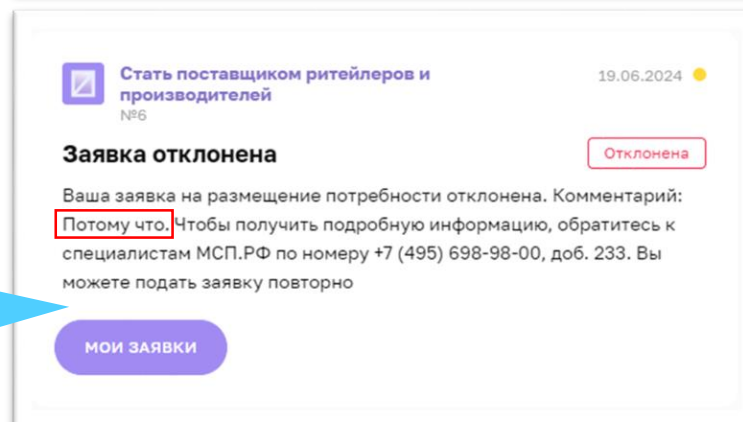 Стать поставщиком ритейлеров и
производителей
№6
19.06.2024
Заявка отклонена
Отклонена
Ваша заявка на размещение потребности отклонена. Комментарий:
Потому что. Чтобы получить подробную информацию, обратитесь к
специалистам МСП.РФ по номеру +7 (495) 698-98-00, доб. 233. Вы
можете подать заявку повторно
МОИ ЗАЯВКИ